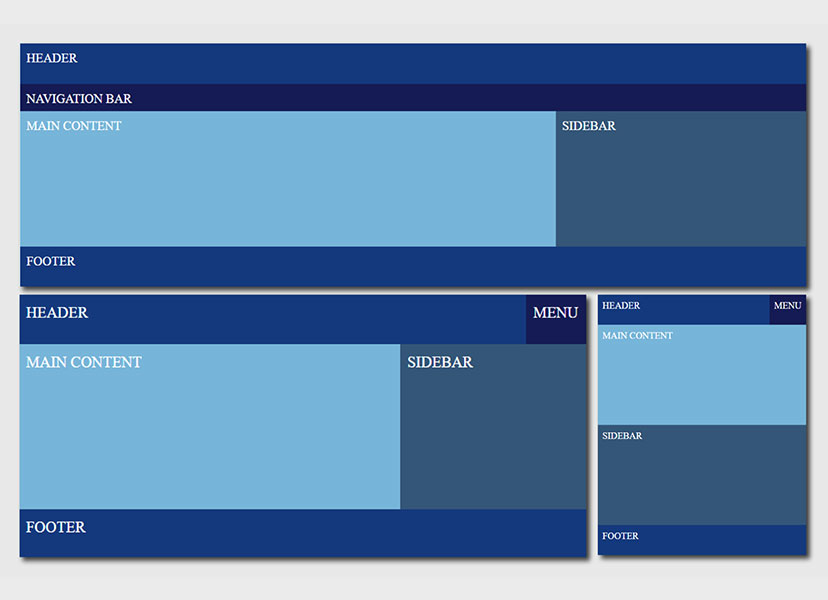 HEADER
NAVIGATION BAR
MAIN CONTENT
SIDEBAR
FOOTER
HEADER
MENU
MAIN CONTENT
SIDEBAR
FOOTER
HEADER
MENU
MAIN CONTENT
SIDEBAR
FOOTER